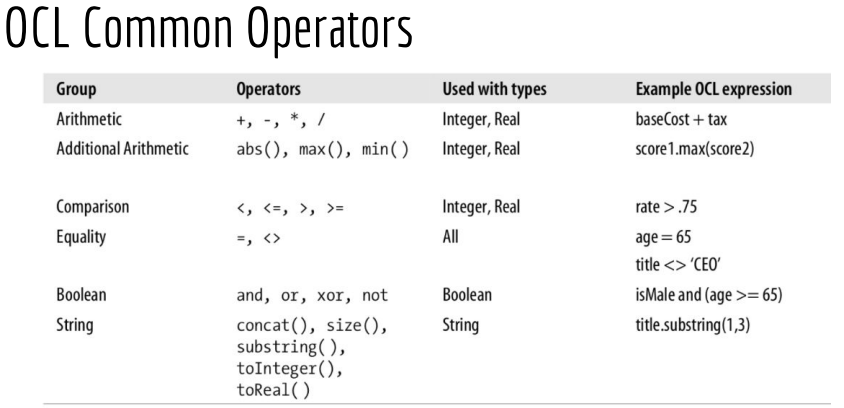 OCL Common Operators
Group Operators Used with types Example OCL expression
Arithmetic +, -, *, / Integer, Real baseCost + tax
Additional Arithmetic abs(), max(), min() Integer, Real score1.max(score2)
Comparison <, <=, >, >= Integer, Real rate > .75
Equality =, <> All age = 65
title <> 'CEO'
Boolean and, or, xor, not Boolean isMale and (age >= 65)
String concat(), size(), String title.substring(1,3)
substring(),
toInteger(),
toReal()